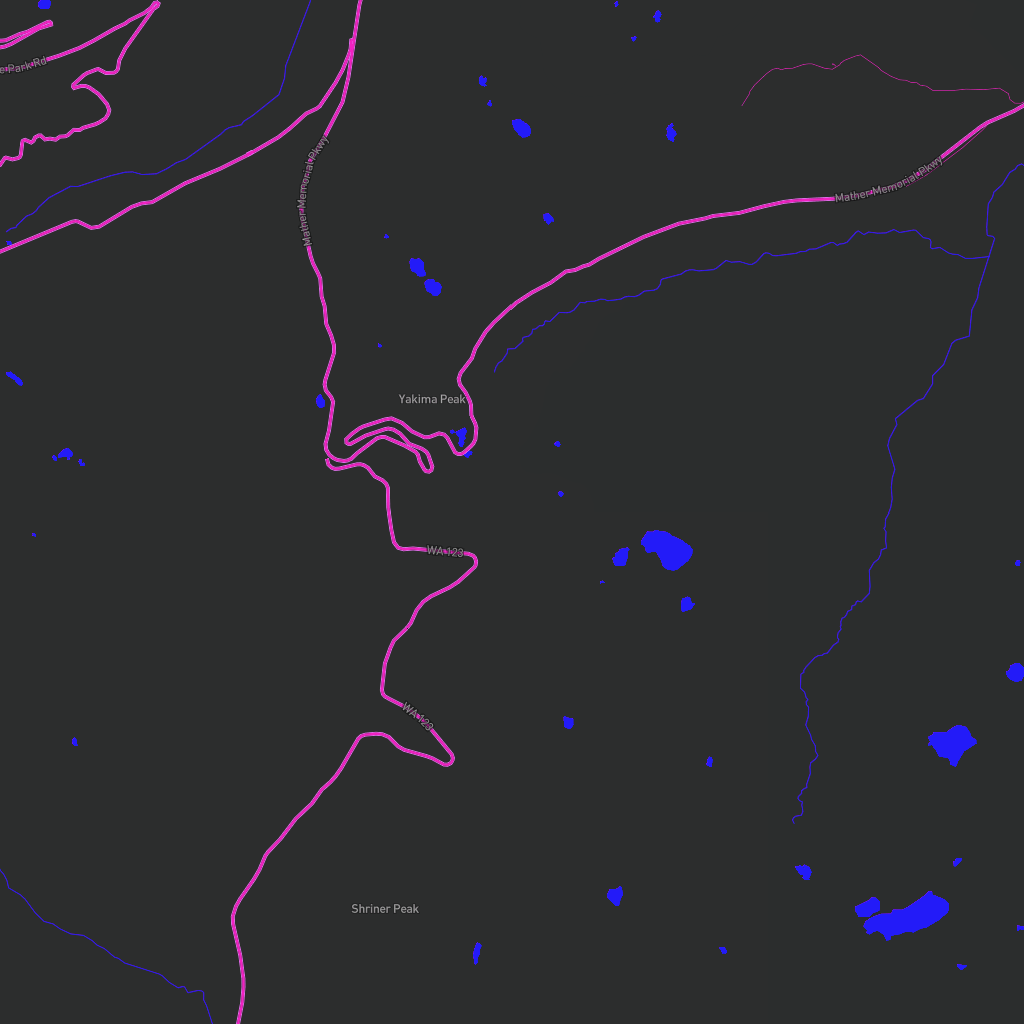 e Park Rd
Mather Memorial Pkwy
Mather Memorial Pkwy
Yakima Peak
WA 123
WA 123
Shriner Peak